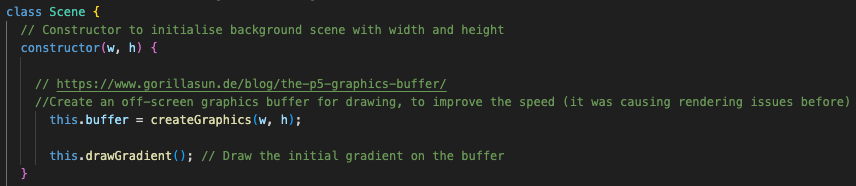 class Scene {
// Constructor to initialise background scene with width and height
constructor(w, h) {
// https://www.gorillasun.de/blog/the-p5-graphics-buffer/
//Create an off-screen graphics buffer for drawing, to improve the speed (it was causing rendering issues before)
this.buffer = createGraphics(w, h);
this.drawGradient(); // Draw the initial gradient on the buffer
}